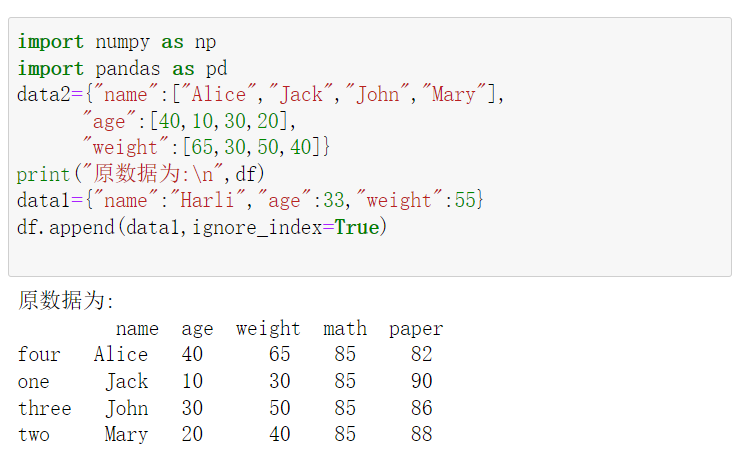 import numpy as np
import pandas as pd
data2={"name":["Alice","Jack","John","Mary"],
"age":[40,10,30,20],
"weight":[65,30,50,40]}
print("原数据为:\n",df)
data1={"name":"Harli","age":33,"weight":55}
df.append(data1,ignore_index=True)
原数据为:
name age weight math paper
four Alice 40 65 85 82
one Jack 10 30 85 90
three John 30 50 85 86
two Mary 20 40 85 88